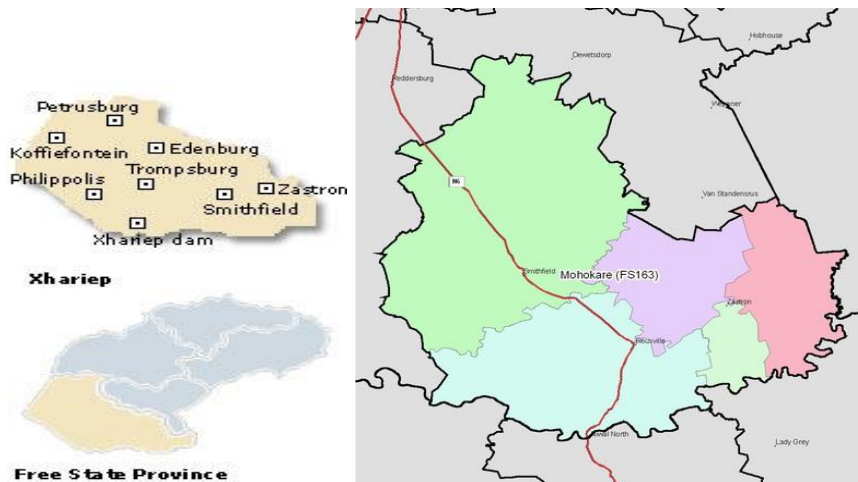 Petrusburg
Koffiefontein
Edenburg
Trompsburg
Philippolis
Zastron
Smithfield
Xhariep dam
Xhariep
Free State Province
Hobhouse
Dewetsdorp
Reddersburg
Wepener
N6
Van Standensrus
Smithfield
Mohokare (FS163)
Zastron
Rouxville
Aliwal North
Lady Grey